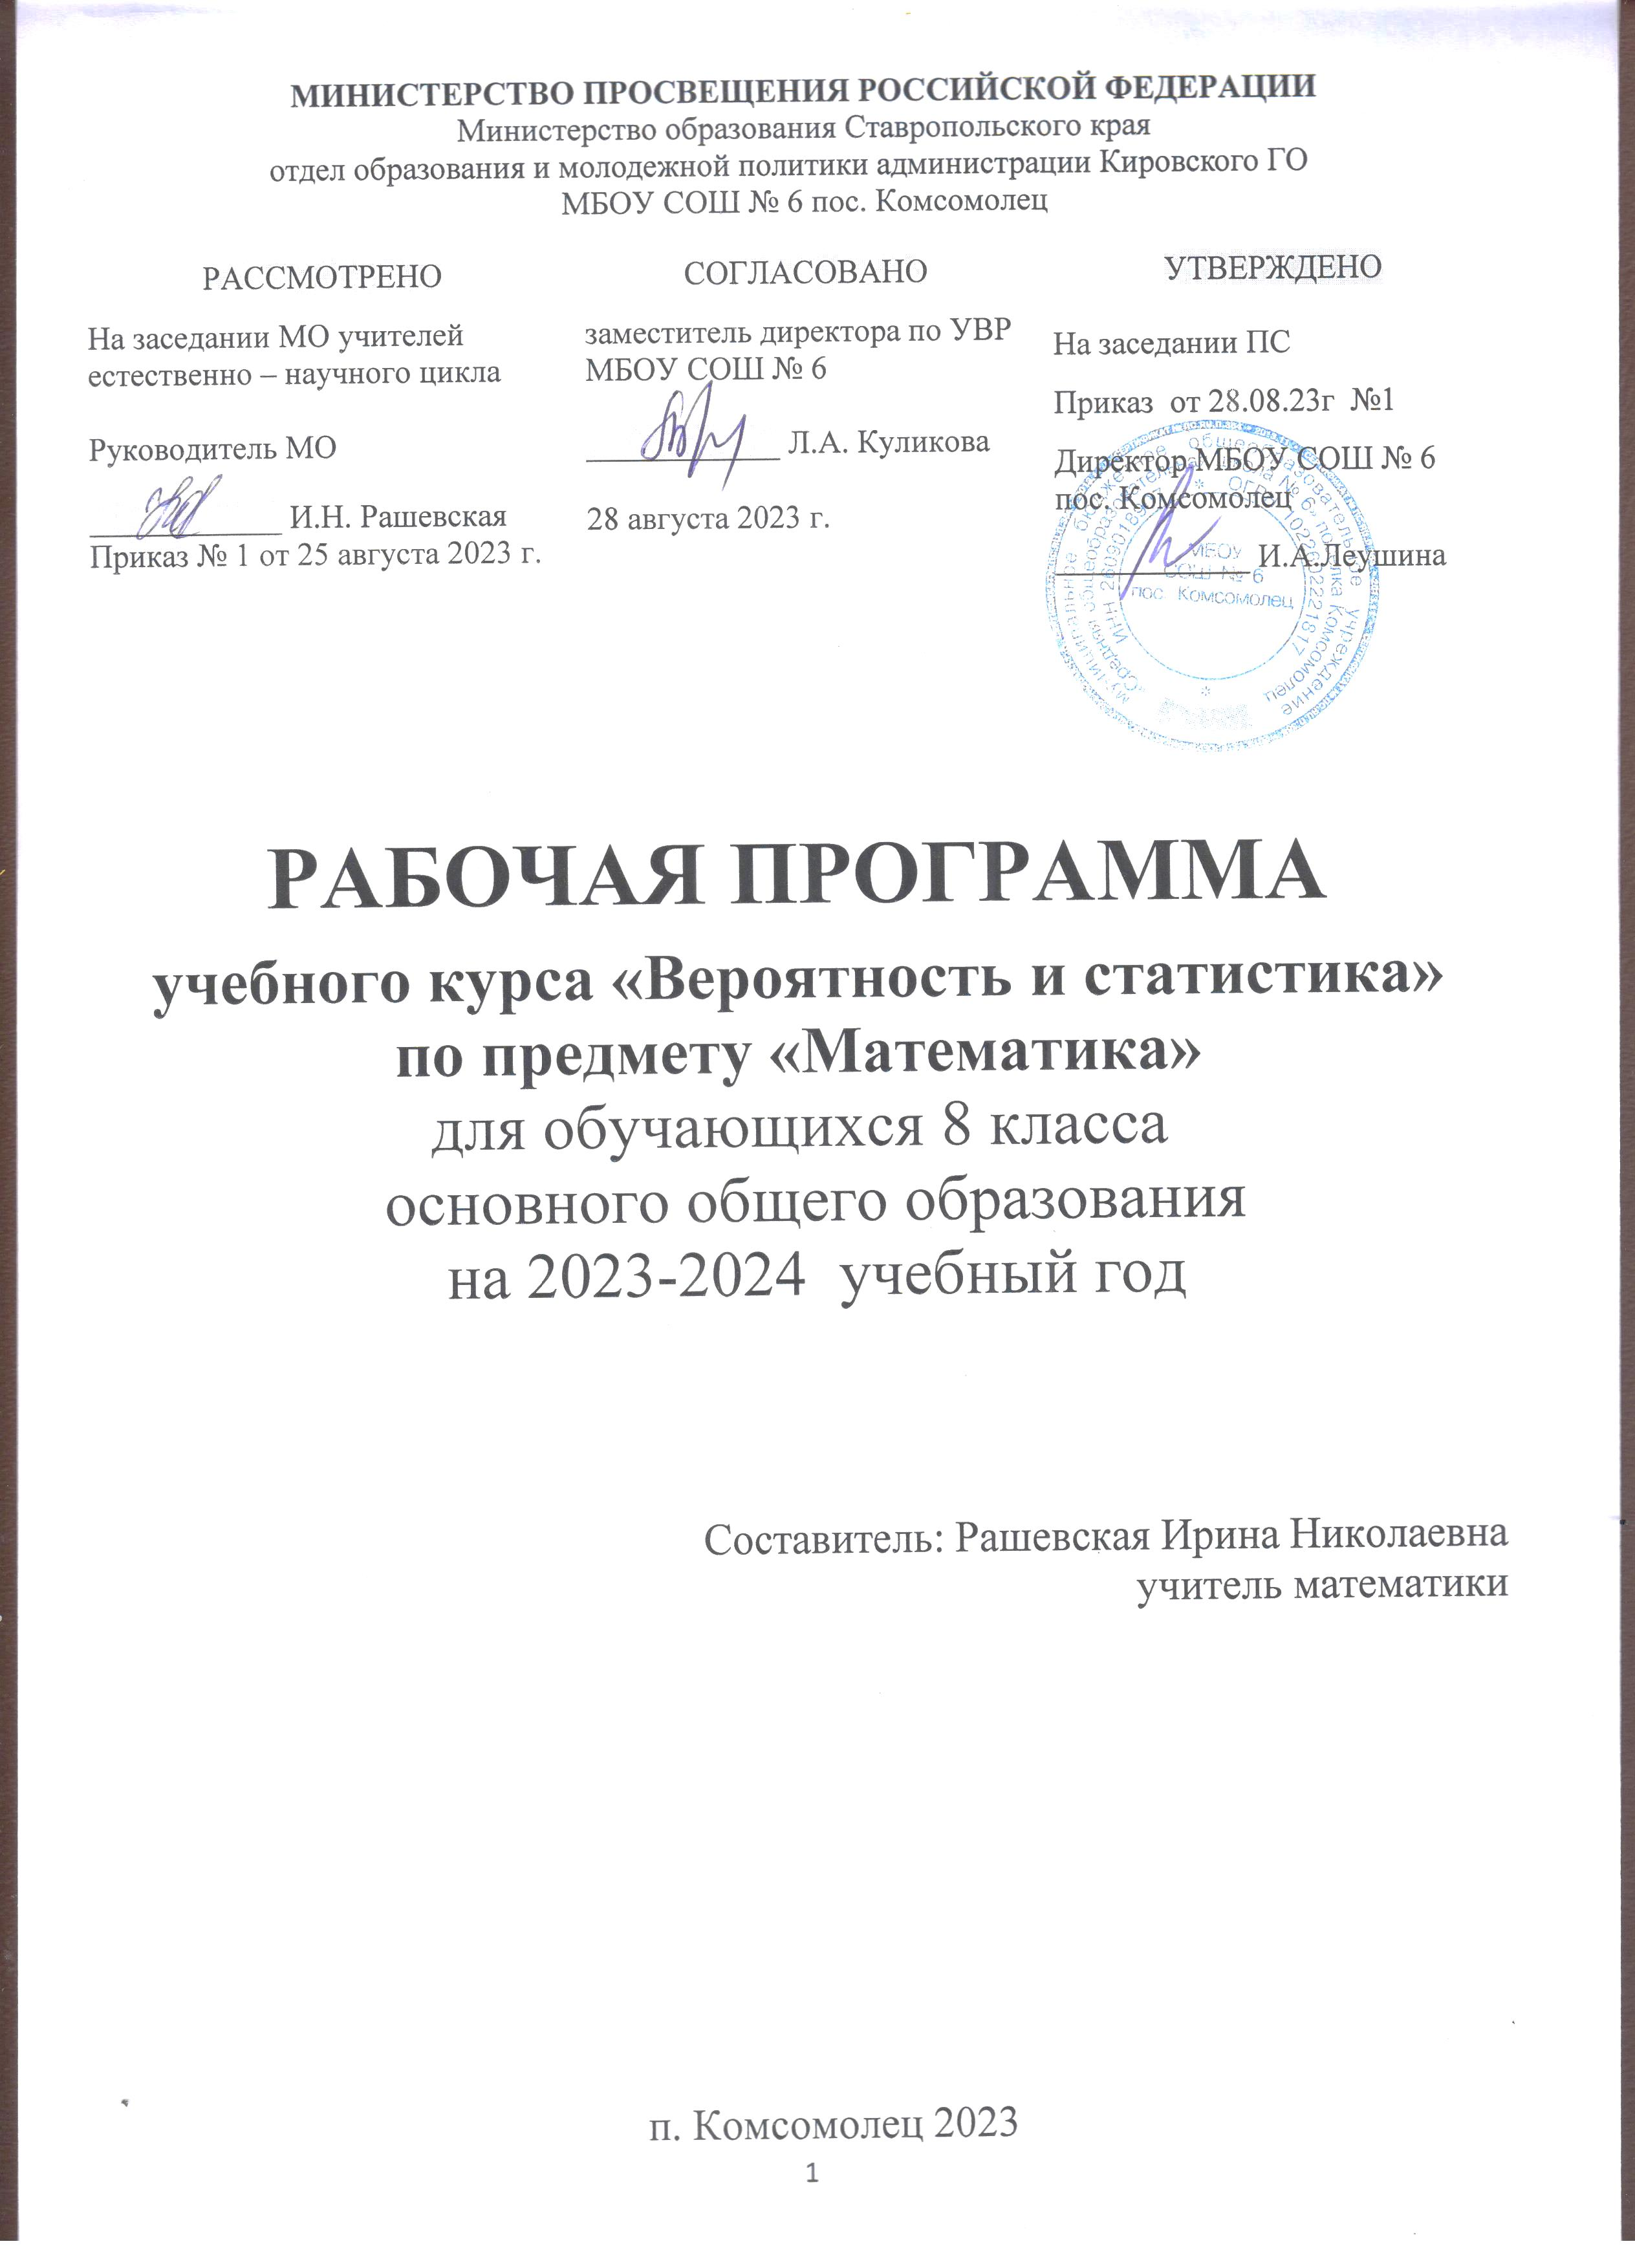 МИНИСТЕРСТВО ПРОСВЕЩЕНИЯ РОССИЙСКОЙ ФЕДЕРАЦИИ
Министерство образования Ставропольского края
отдел образования и молодежной политики администрации Кировского ГО
МБОУ СОШ № 6 пос. Комсомолец
РАССМОТРЕНО
На заседании МО учителей
естественно – научного цикла
Руководитель МО
И.Н. Рашевская
Приказ № 1 от 25 августа 2023 г.
СОГЛАСОВАНО
заместитель директора по УВР
МБОУ СОШ № 6
Л.А. Куликова
28 августа 2023 г.
УТВЕРЖДЕНО
На заседании ПС
Приказ от 28.08.23г №1
Директор МБОУ СОШ № 6
пос. Комсомолец
И.А.Леушина
МБОУ
СОШ № 6
пос. Комсомолец
РАБОЧАЯ ПРОГРАММА
учебного курса «Вероятность и статистика»
по предмету «Математика»
для обучающихся 8 класса
основного общего образования
на 2023-2024 учебный год
Составитель: Рашевская Ирина Николаевна
учитель математики
п. Комсомолец 2023
1